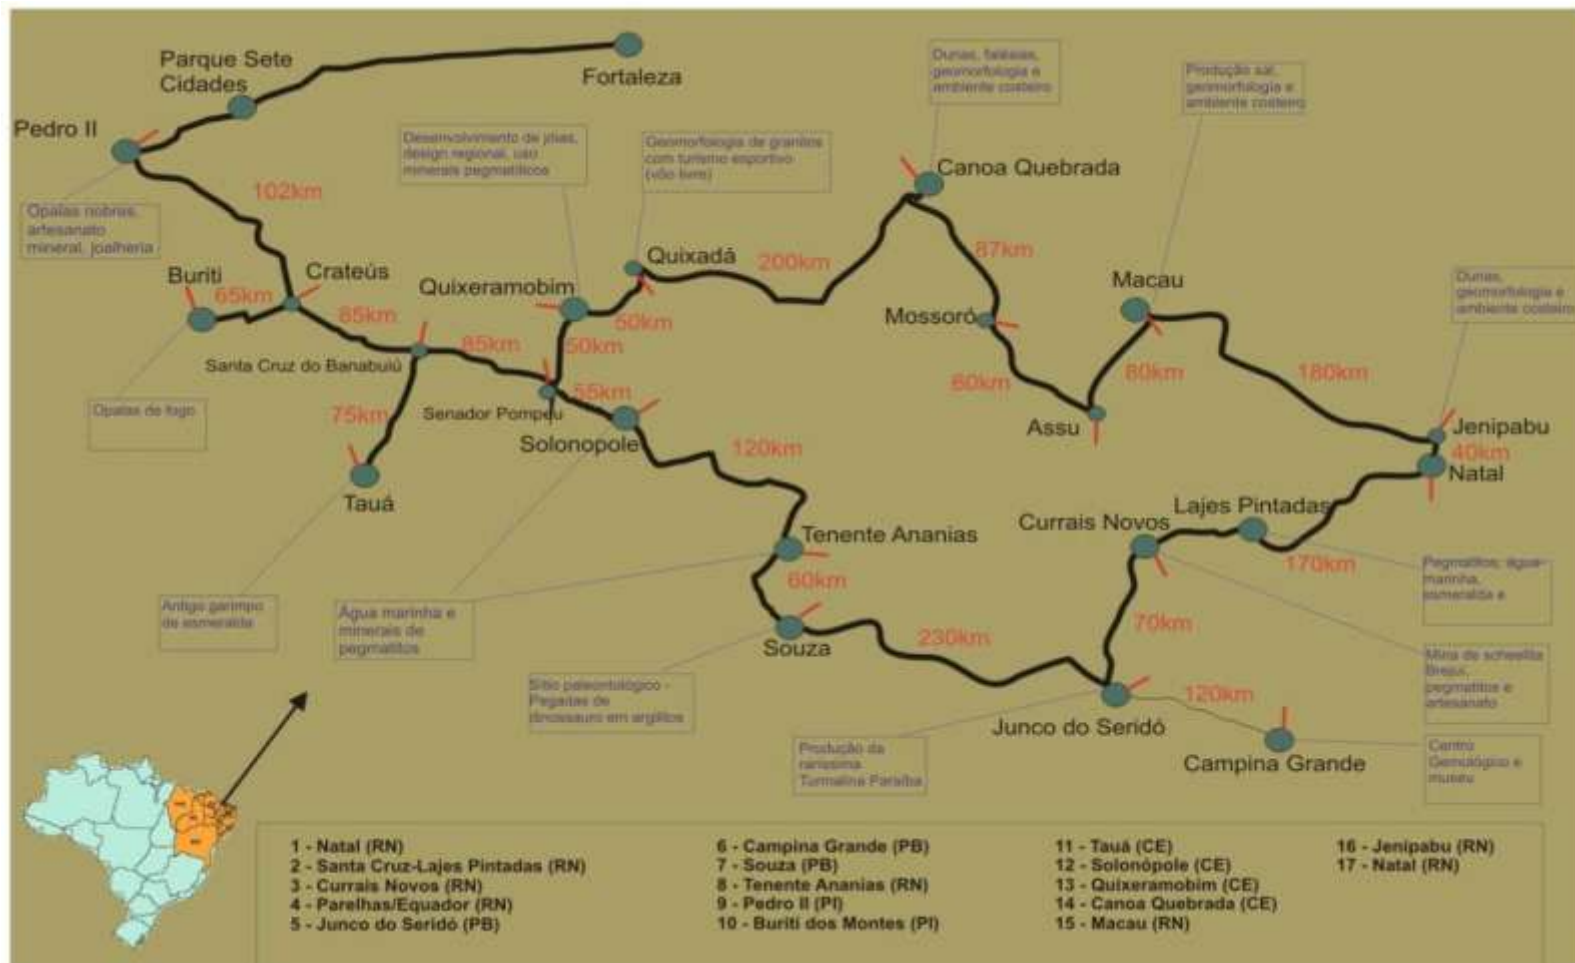 Fortaleza
Parque Sete
Cidades
Pedro II
102km
Opalas nobres,
artesanato
mineral, joalheria
Desenvolvimento de jóias,
design regional, uso
minerais pegmatíticos
Geomorfologia de granitos
com turismo esportivo
(vôo livre)
Dunas, falésias,
geomorfologia e
ambiente costeiro
Produção sal,
geomorfologia e
ambiente costeiro
Canoa Quebrada
Quixadá
200km
87km
Macau
Dunas,
geomorfologia e
ambiente costeiro
Buriti
65km
Crateús
Quixeramobim
50km
Mossoró
85km
85km
50km
60km
80km
180km
Santa Cruz do Banabuiú
55km
Opalas de fogo
75km
Senador Pompeu
Solonopole
Assu
Jenipabu
40km
Natal
Tauá
120km
Lajes Pintadas
Currais Novos
170km
Tenente Ananias
60km
Pegmatitos, água-
marinha,
esmeralda e
Antigo garimpo
de esmeralda
Água marinha e
minerais de
pegmatitos
Souza
230km
70km
Mina de scheelita
Brejuí,
pegmatitos e
artesanato
Sítio paleontológico -
Pegadas de
dinossauro em argilitos
120km
Junco do Seridó
Produção da
raríssima
Turmalina Paraíba
Campina Grande
Centro
Gemológico e
museu
1 - Natal (RN)
2 - Santa Cruz-Lajes Pintadas (RN)
3 - Currais Novos (RN)
4 - Parelhas/Equador (RN)
5 - Junco do Seridó (PB)
6 - Campina Grande (PB)
7 - Souza (PB)
8 - Tenente Ananias (RN)
9 - Pedro II (PI)
10 - Buriti dos Montes (PI)
11 - Tauá (CE)
12 - Solonópole (CE)
13 - Quixeramobim (CE)
14 - Canoa Quebrada (CE)
15 - Macau (RN)
16 - Jenipabu (RN)
17 - Natal (RN)